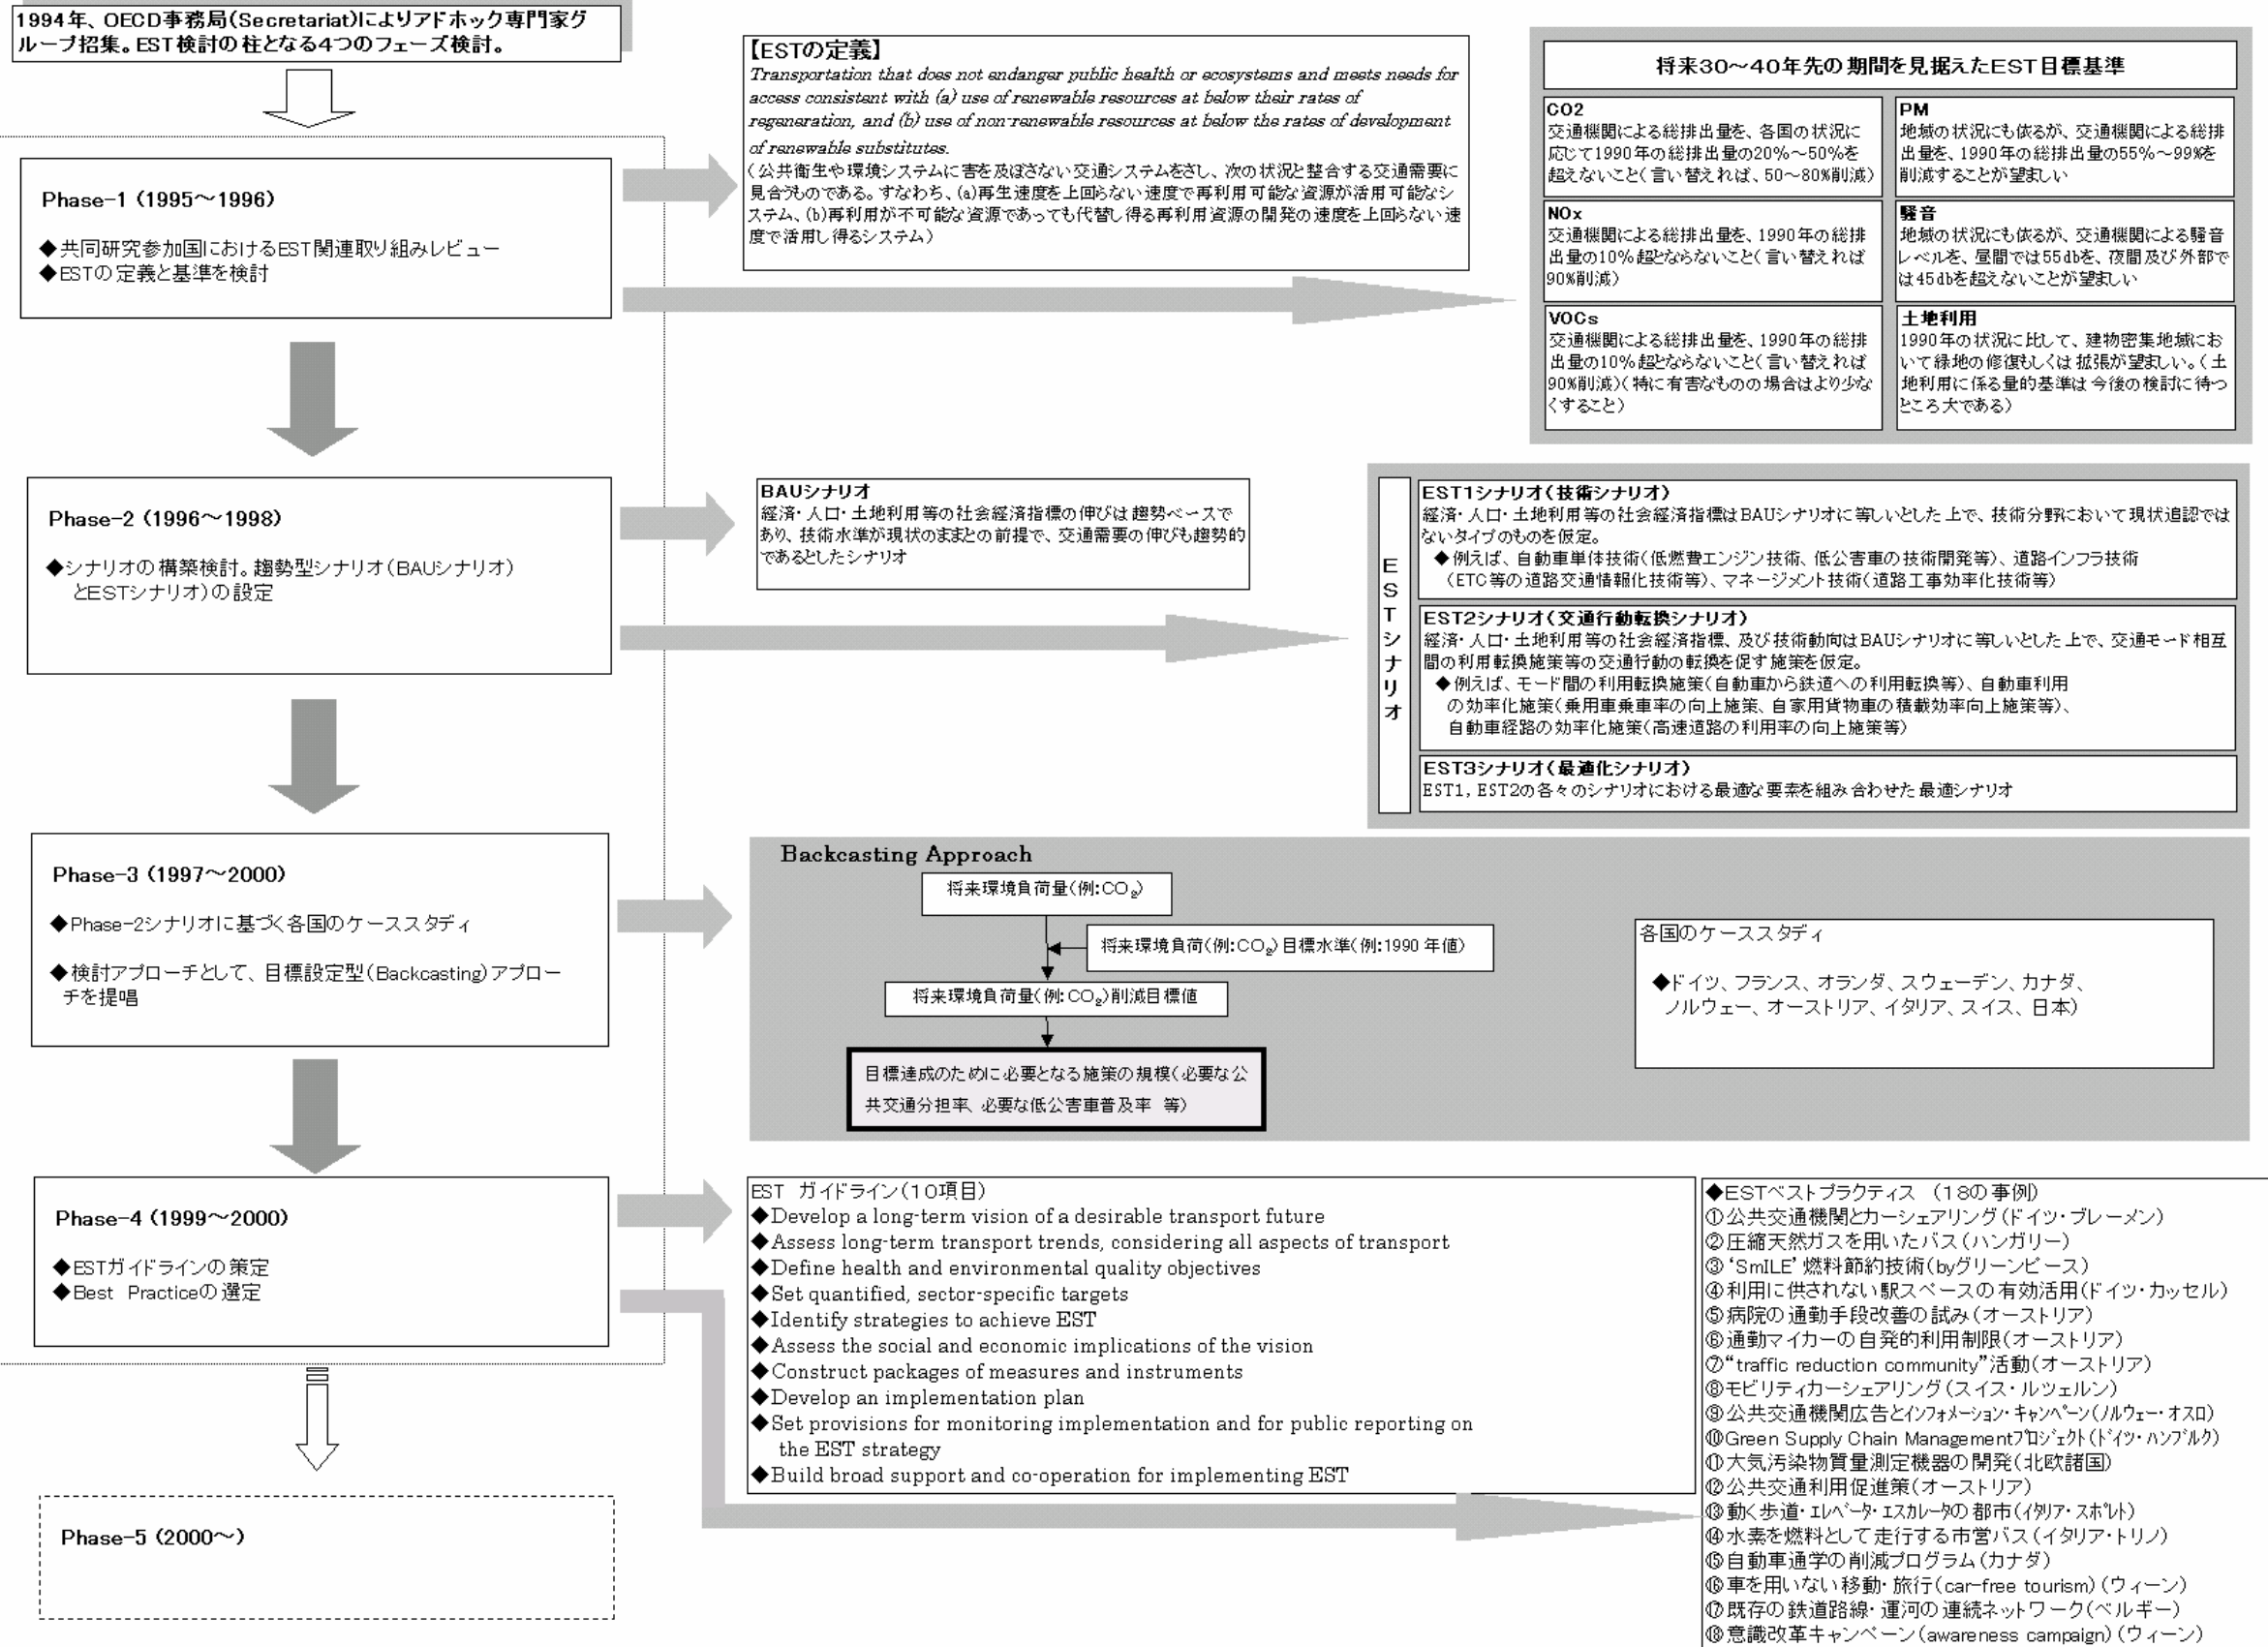 1994年、OECD事務局(Secretariat)によりアドホック専門家グ
ループ招集。EST検討の柱となる4つのフェーズ検討。
Phase-1 (1995～1996)
◆共同研究参加国におけるEST関連取り組みレビュー
◆ESTの定義と基準を検討
【ESTの定義】
Transportation that does not endanger public health or ecosystems and meets needs for
access consistent with (a) use of renewable resources at below their rates of
regeneration, and (b) use of non-renewable resources at below the rates of development
of renewable substitutes.
(公共衛生や環境システムに害を及ぼさない交通システムをさし、次の状況と整合する交通需要に
見合うものである。すなわち、(a)再生速度を上回らない速度で再利用可能な資源が活用可能なシ
ステム、(b)再利用が不可能な資源であっても代替し得る再利用資源の開発の速度を上回らない速
度で活用し得るシステム)
将来30～40年先の期間を見据えたEST目標基準
CO2
交通機関による総排出量を、各国の状況に
応じて1990年の総排出量の20%～50%を
超えないこと(言い替えれば、50～80%削減)
PM
地域の状況にも依るが、交通機関による総排
出量を、1990年の総排出量の55%～99%を
削減することが望ましい
NOx
交通機関による総排出量を、1990年の総排
出量の10%超とならないこと(言い替えれば
90%削減)
騒音
地域の状況にも依るが、交通機関による騒音
レベルを、昼間では55dbを、夜間及び外部で
は45dbを超えないことが望ましい
VOCs
交通機関による総排出量を、1990年の総排
出量の10%超とならないこと(言い替えれば
90%削減)(特に有害なものの場合はより少な
くすること)
土地利用
1990年の状況に比して、建物密集地域にお
いて緑地の修復もしくは拡張が望ましい。(土
地利用に係る量的基準は今後の検討に待つ
ところ大である)
Phase-2 (1996～1998)
◆シナリオの構築検討。趨勢型シナリオ(BAUシナリオ)
とESTシナリオ)の設定
BAUシナリオ
経済・人口・土地利用等の社会経済指標の伸びは趨勢ベースで
あり、技術水準が現状のままとの前提で、交通需要の伸びも趨勢的
であるとしたシナリオ
ESTシナリオ
EST1シナリオ(技術シナリオ)
経済・人口・土地利用等の社会経済指標はBAUシナリオに等しいとした上で、技術分野において現状追認では
ないタイプのものを仮定。
◆例えば、自動車単体技術(低燃費エンジン技術、低公害車の技術開発等)、道路インフラ技術
(ETC等の道路交通情報化技術等)、マネージメント技術(道路工事効率化技術等)
EST2シナリオ(交通行動転換シナリオ)
経済・人口・土地利用等の社会経済指標、及び技術動向はBAUシナリオに等しいとした上で、交通モード相互
間の利用転換施策等の交通行動の転換を促す施策を仮定。
◆例えば、モード間の利用転換施策(自動車から鉄道への利用転換等)、自動車利用
の効率化施策(乗用車乗車率の向上施策、自家用貨物車の積載効率向上施策等)、
自動車経路の効率化施策(高速道路の利用率の向上施策等)
EST3シナリオ(最適化シナリオ)
EST1, EST2の各々のシナリオにおける最適な要素を組み合わせた最適シナリオ
Phase-3 (1997～2000)
◆Phase-2シナリオに基づく各国のケーススタディ
◆検討アプローチとして、目標設定型(Backcasting)アプロー
チを提唱
Backcasting Approach
将来環境負荷量(例:CO₂)
将来環境負荷(例:CO₂)目標水準(例:1990年値)
将来環境負荷量(例:CO₂)削減目標値
目標達成のために必要となる施策の規模(必要な公
共交通分担率、必要な低公害車普及率 等)
各国のケーススタディ
◆ドイツ、フランス、オランダ、スウェーデン、カナダ、
ノルウェー、オーストリア、イタリア、スイス、日本)
Phase-4 (1999～2000)
◆ESTガイドラインの策定
◆Best Practiceの選定
EST ガイドライン(10項目)
◆Develop a long-term vision of a desirable transport future
◆Assess long-term transport trends, considering all aspects of transport
◆Define health and environmental quality objectives
◆Set quantified, sector-specific targets
◆Identify strategies to achieve EST
◆Assess the social and economic implications of the vision
◆Construct packages of measures and instruments
◆Develop an implementation plan
◆Set provisions for monitoring implementation and for public reporting on
the EST strategy
◆Build broad support and co-operation for implementing EST
◆ESTベストプラクティス (18の事例)
①公共交通機関とカーシェアリング(ドイツ・ブレーメン)
②圧縮天然ガスを用いたバス(ハンガリー)
③‘SmILE’燃料節約技術(byグリーンピース)
④利用に供されない駅スペースの有効活用(ドイツ・カッセル)
⑤病院の通勤手段改善の試み(オーストリア)
⑥通勤マイカーの自発的利用制限(オーストリア)
⑦“traffic reduction community”活動(オーストリア)
⑧モビリティカーシェアリング(スイス・ルツェルン)
⑨公共交通機関広告とインフォメーション・キャンペーン(ノルウェー・オスロ)
⑩Green Supply Chain Managementプロジェクト(ドイツ・ハンブルク)
⑪大気汚染物質量測定機器の開発(北欧諸国)
⑫公共交通利用促進策(オーストリア)
⑬動く歩道・エレベータ・エスカレータの都市(イタリア・スポレト)
⑭水素を燃料として走行する市営バス(イタリア・トリノ)
⑮自動車通学の削減プログラム(カナダ)
⑯車を用いない移動・旅行(car-free tourism)(ウィーン)
⑰既存の鉄道路線・運河の連続ネットワーク(ベルギー)
⑱意識改革キャンペーン(awareness campaign)(ウィーン)
Phase-5 (2000～)